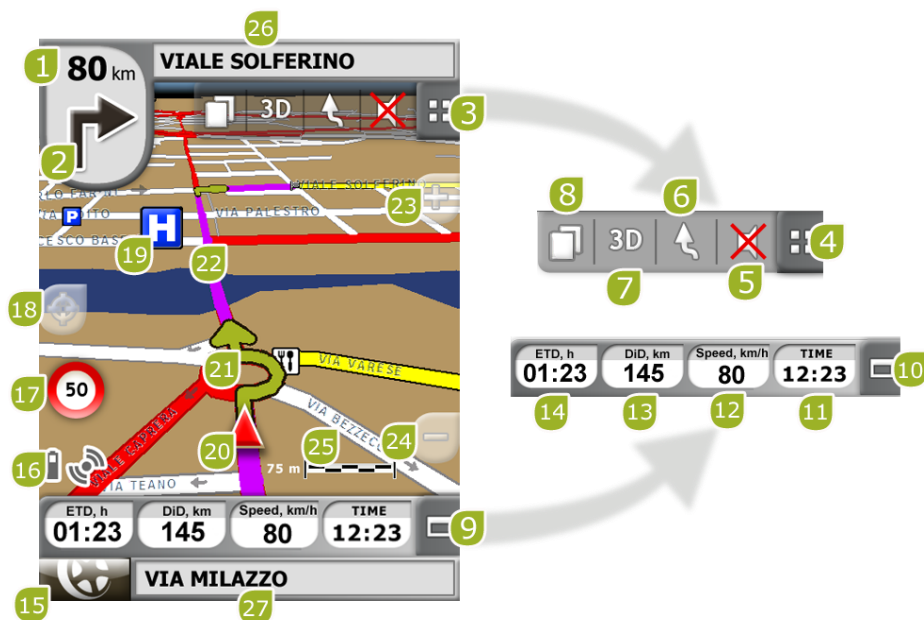 26
1
80 km
VIALE SOLFERINO
2
3D
3
VIALE SOLFERINO
23
P
VIA PALESTRO
19
H
22
18
21
17
50
VIA VARESE
20
25
24
VIALE CAPRERA
VIA BEZZECCA
16
75 m
VIA TEANO
ETD, h
DiD, km
Speed, km/h
TIME
01:23
145
80
12:23
9
15
VIA MILAZZO
27
8
6
3D
4
7
5
ETD, h
DiD, km
Speed, km/h
TIME
01:23
145
80
12:23
10
14
13
12
11